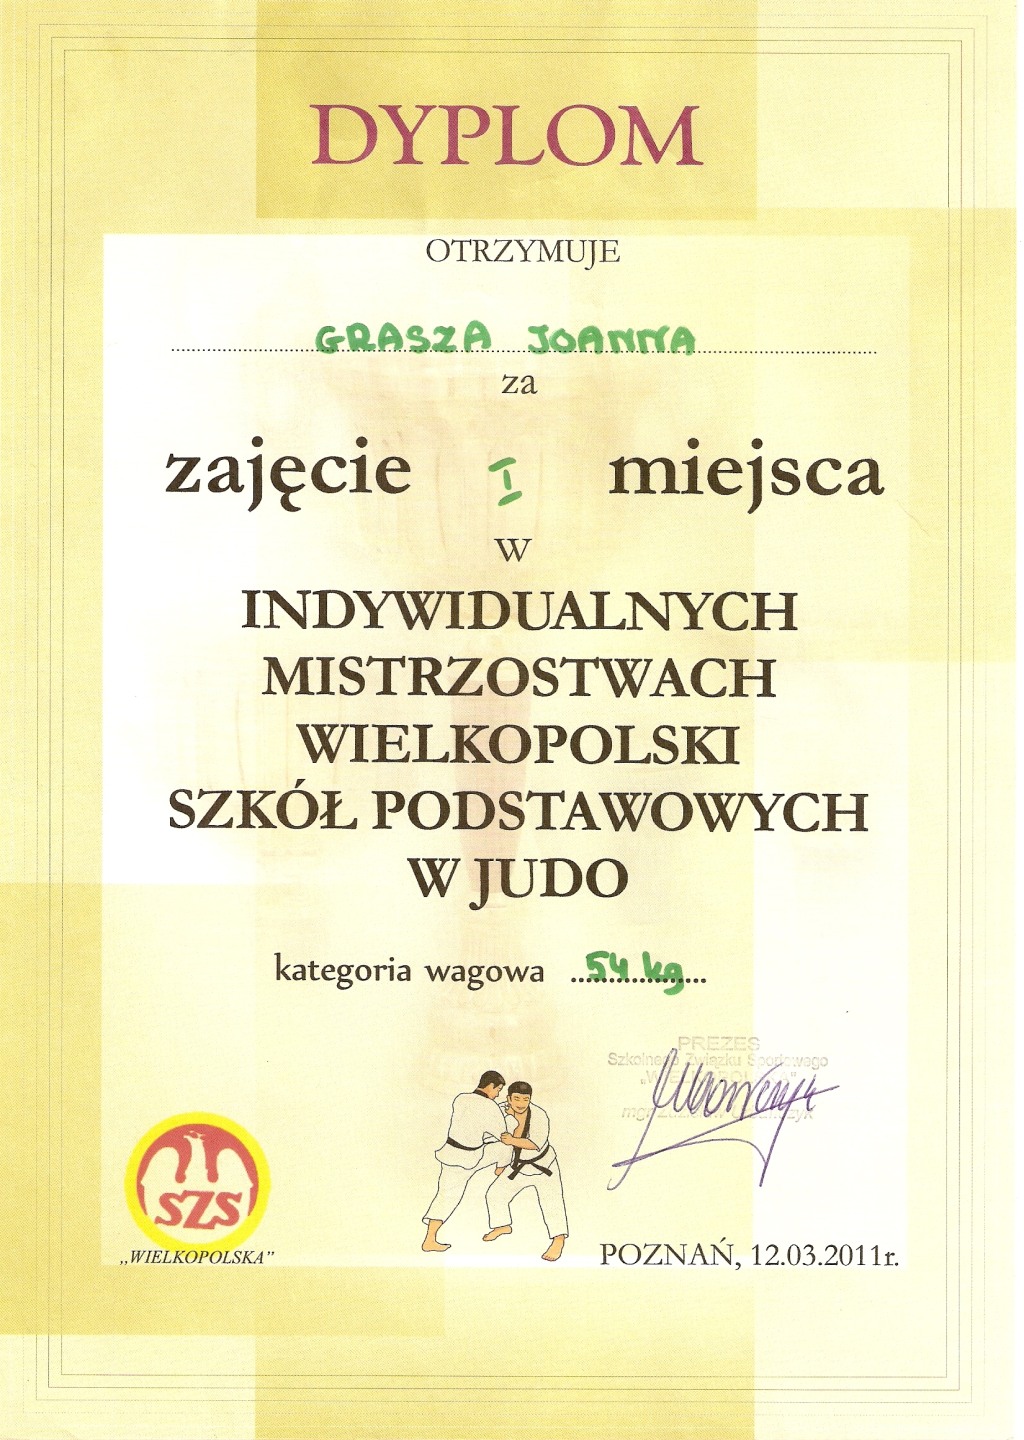 DYPLOM
OTRZYMUJE
GRASZA JOANNA
za
zajęcie I miejsca
w
INDYWIDUALNYCH
MISTRZOSTWACH
WIELKOPOLSKI
SZKÓŁ PODSTAWOWYCH
W JUDO
kategoria wagowa ..54 kg..
PREZES
Szkolnego Związku Sportowego
SZS
„WIELKOPOLSKA”
POZNAŃ, 12.03.2011r.